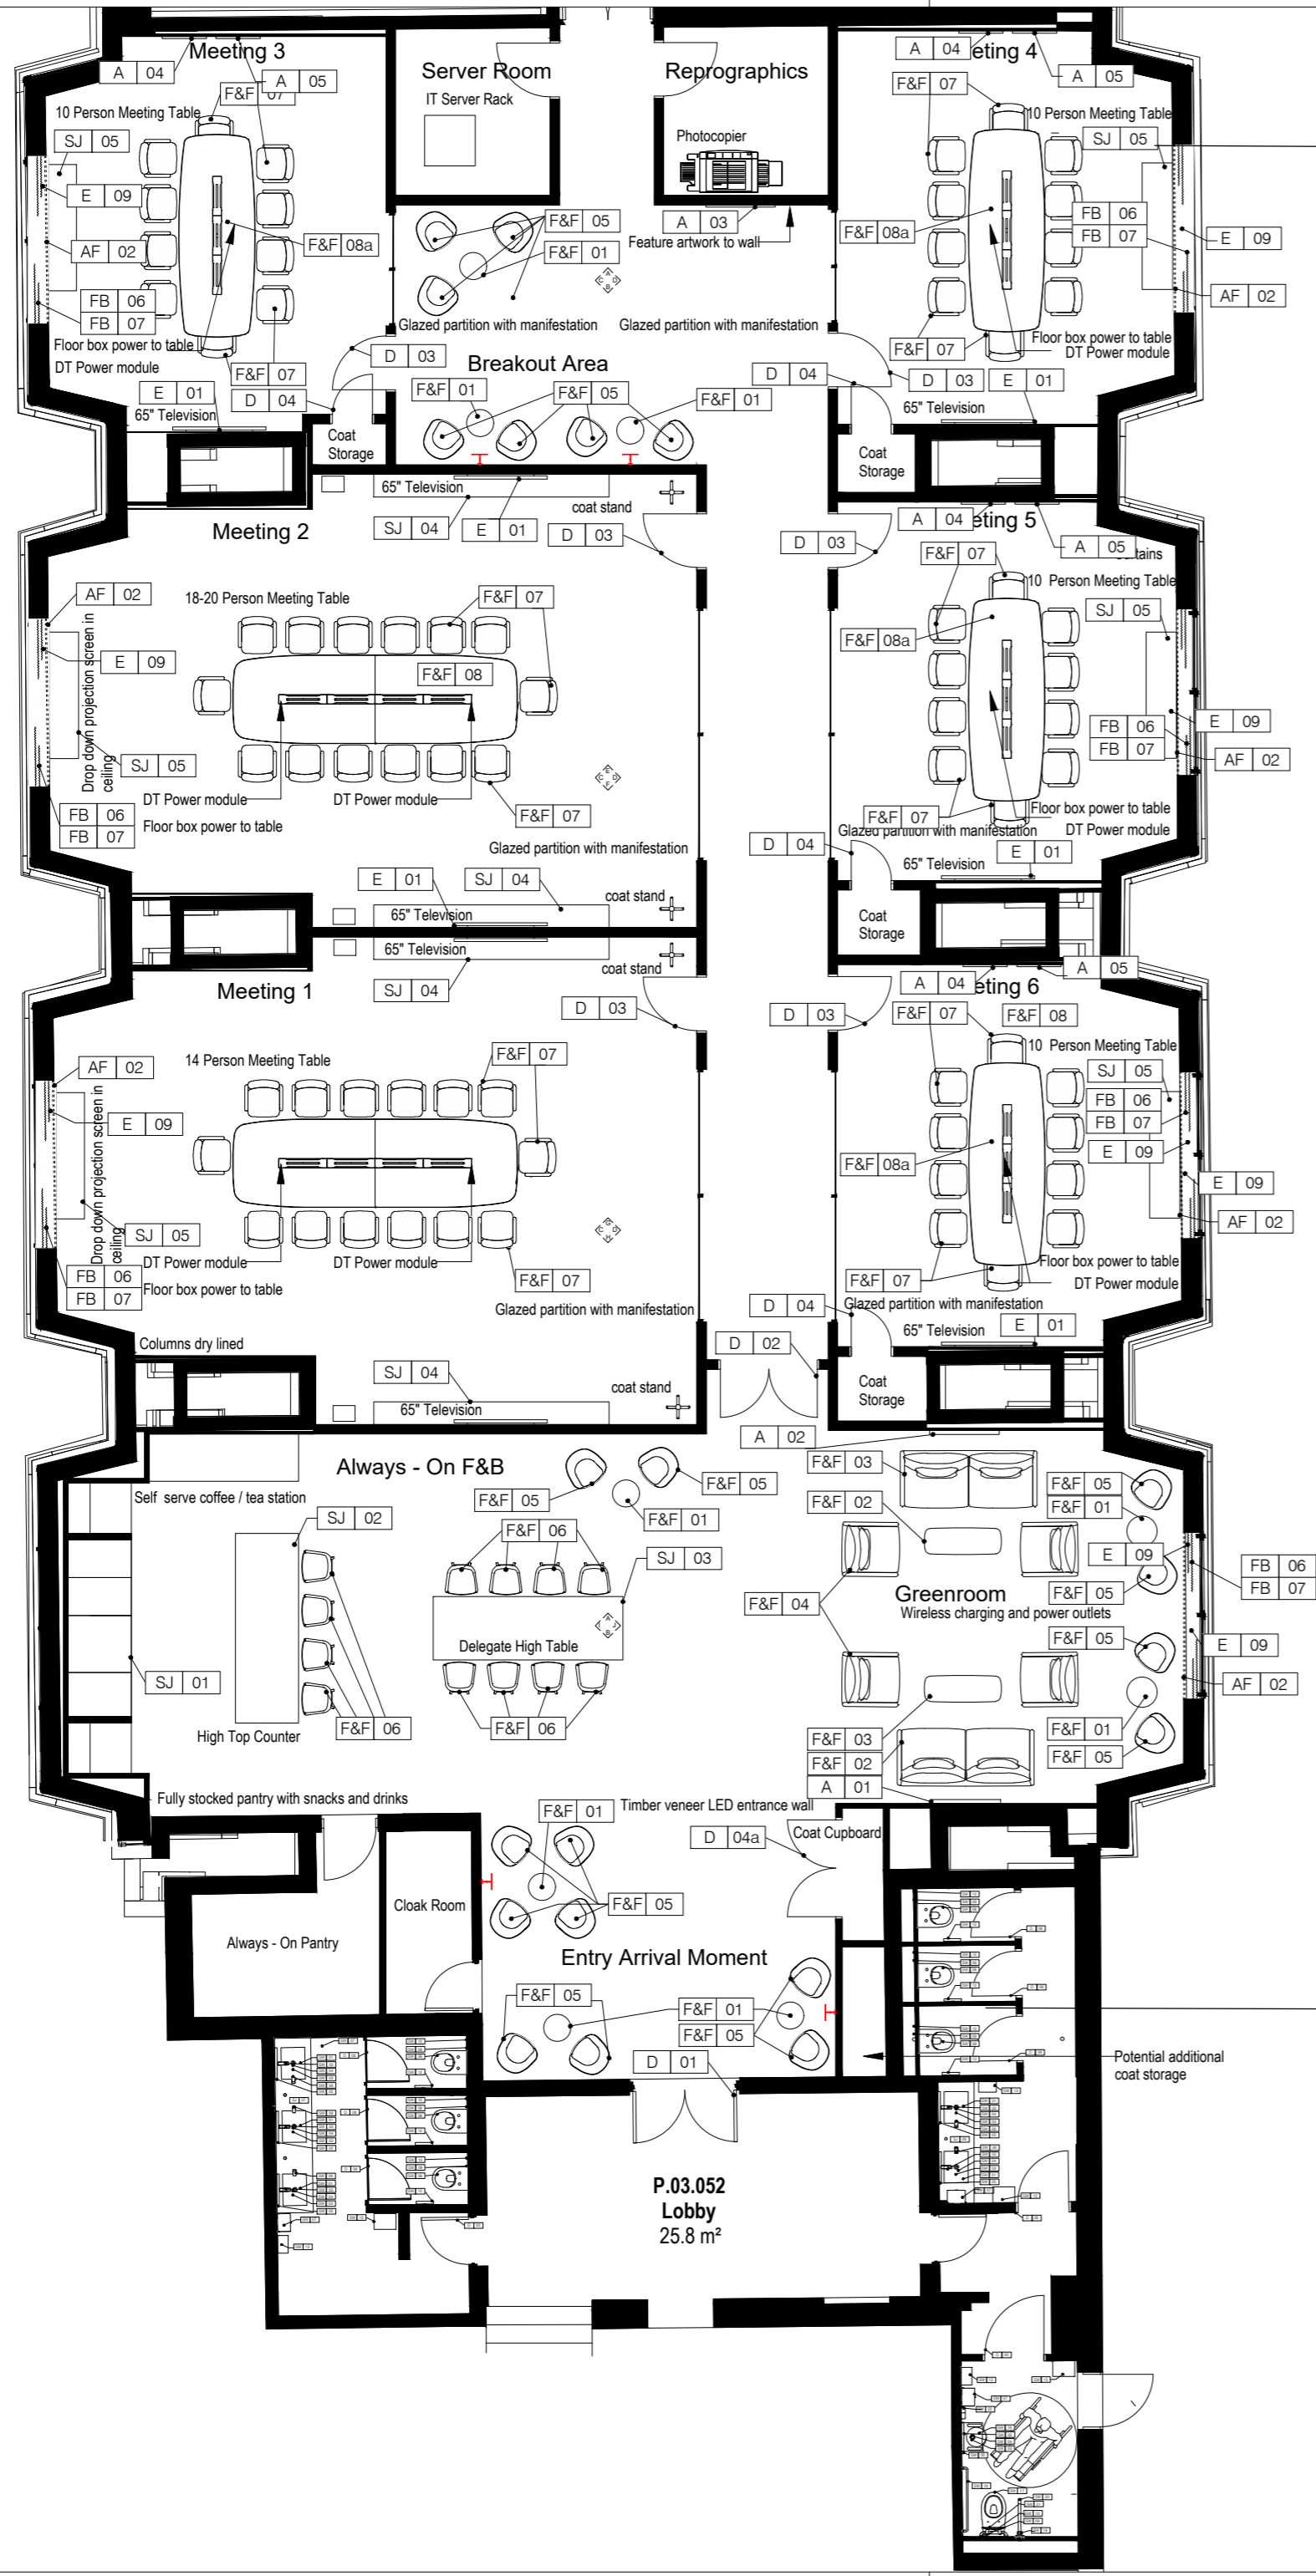 Meeting 3
A 04
A 05
F&F 07
10 Person Meeting Table
SJ 05
E 09
AF 02
F&F 08a
FB 06
FB 07
Floor box power to table
DT Power module
F&F 07
E 01
D 04
65" Television
D 03
Coat
Storage
Server Room
IT Server Rack
Reprographics
Photocopier
A 03
Feature artwork to wall
F&F 05
F&F 01
Glazed partition with manifestation
Glazed partition with manifestation
Breakout Area
F&F 01
F&F 05
F&F 01
A 04
eting 4
A 05
F&F 07
10 Person Meeting Table
SJ 05
FB 06
FB 07
E 09
F&F 08a
AF 02
Floor box power to table
DT Power module
F&F 07
D 04
D 03
E 01
65" Television
Coat
Storage
65" Television
SJ 04
E 01
coat stand
D 03
Meeting 2
AF 02
18-20 Person Meeting Table
F&F 07
E 09
F&F 08
Drop down projection screen in
ceiling
SJ 05
DT Power module
DT Power module
FB 06
FB 07
Floor box power to table
F&F 07
Glazed partition with manifestation
E 01
SJ 04
65" Television
coat stand
D 03
A 04
eting 5
A 05
F&F 07
10 Person Meeting Table
SJ 05
F&F 08a
E 09
FB 06
FB 07
AF 02
Floor box power to table
F&F 07
Glazed partition with manifestation
DT Power module
D 04
E 01
65" Television
Coat
Storage
65" Television
SJ 04
coat stand
D 03
Meeting 1
14 Person Meeting Table
F&F 07
AF 02
E 09
Drop down projection screen in
ceiling
SJ 05
DT Power module
DT Power module
FB 06
FB 07
Floor box power to table
F&F 07
Glazed partition with manifestation
Columns dry lined
SJ 04
65" Television
coat stand
D 03
A 04
A 05
eting 6
F&F 07
F&F 08
10 Person Meeting Table
SJ 05
FB 06
FB 07
E 09
F&F 08a
E 09
AF 02
Floor box power to table
F&F 07
DT Power module
Glazed partition with manifestation
D 04
E 01
65" Television
D 02
Coat
Storage
A 02
Always - On F&B
Self serve coffee / tea station
SJ 02
F&F 05
F&F 05
F&F 01
F&F 06
SJ 03
Delegate High Table
SJ 01
High Top Counter
F&F 06
F&F 06
Fully stocked pantry with snacks and drinks
F&F 03
F&F 02
F&F 05
F&F 01
E 09
FB 06
FB 07
F&F 05
Greenroom
Wireless charging and power outlets
F&F 04
F&F 05
E 09
AF 02
F&F 03
F&F 02
A 01
F&F 01
F&F 05
F&F 01
Timber veneer LED entrance wall
D 04a
Coat Cupboard
F&F 05
Cloak Room
Always - On Pantry
Entry Arrival Moment
F&F 05
F&F 01
F&F 05
D 01
Potential additional
coat storage
P.03.052
Lobby
25.8 m²